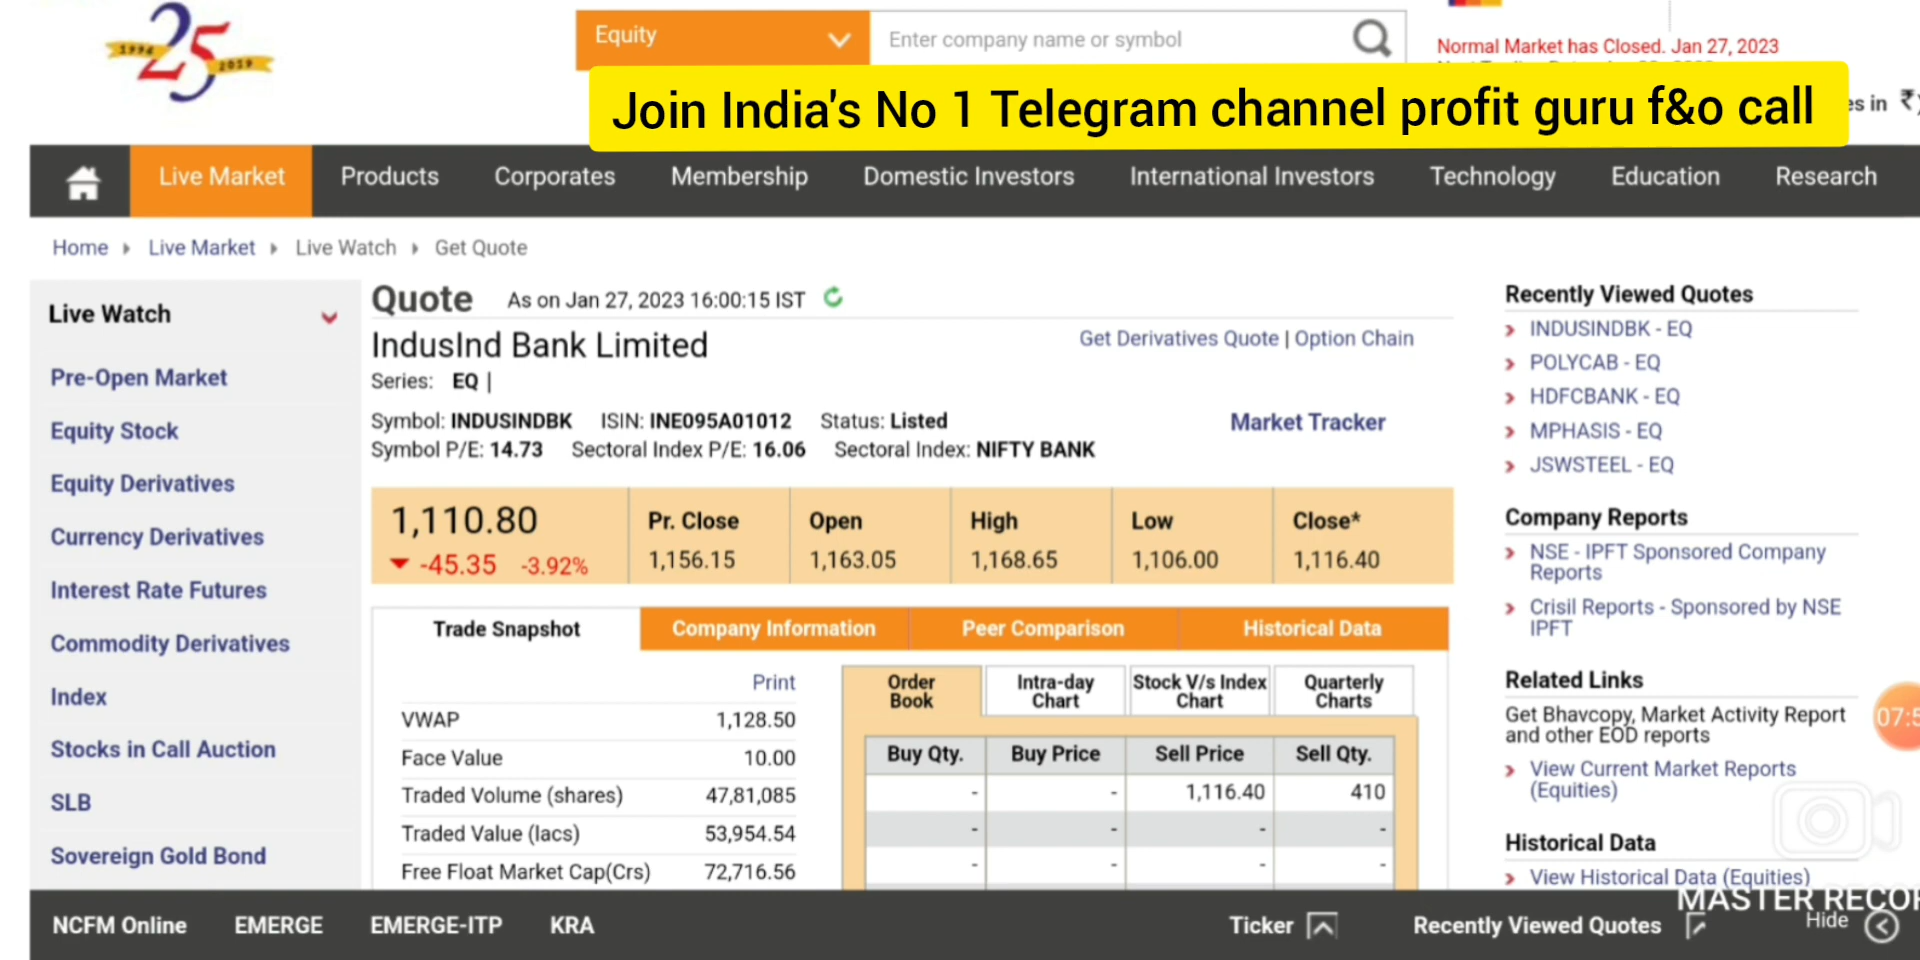 1994 25 2019
Equity
Enter company name or symbol
Normal Market has Closed. Jan 27, 2023
Join India's No 1 Telegram channel profit guru f&o call
es in ₹
Live Market Products Corporates Membership Domestic Investors International Investors Technology Education Research
Home Live Market Live Watch Get Quote
Live Watch
Pre-Open Market
Equity Stock
Equity Derivatives
Currency Derivatives
Interest Rate Futures
Commodity Derivatives
Index
Stocks in Call Auction
SLB
Sovereign Gold Bond
Quote As on Jan 27, 2023 16:00:15 IST
IndusInd Bank Limited
Get Derivatives Quote | Option Chain
Series: EQ |
Symbol: INDUSINDBK ISIN: INE095A01012 Status: Listed
Market Tracker
Symbol P/E: 14.73 Sectoral Index P/E: 16.06 Sectoral Index: NIFTY BANK
1,110.80 Pr. Close Open High Low Close*
-45.35 -3.92% 1,156.15 1,163.05 1,168.65 1,106.00 1,116.40
Trade Snapshot Company Information Peer Comparison Historical Data
Print
VWAP 1,128.50
Face Value 10.00
Traded Volume (shares) 47,81,085
Traded Value (lacs) 53,954.54
Free Float Market Cap(Crs) 72,716.56
Order Book Intra-day Chart Stock V/s Index Chart Quarterly Charts
Buy Qty. Buy Price Sell Price Sell Qty.
- - 1,116.40 410
- - - -
- - - -
Recently Viewed Quotes
INDUSINDBK - EQ
POLYCAB - EQ
HDFCBANK - EQ
MPHASIS - EQ
JSWSTEEL - EQ
Company Reports
NSE - IPFT Sponsored Company
Reports
Crisil Reports - Sponsored by NSE
IPFT
Related Links
Get Bhavcopy, Market Activity Report
and other EOD reports
View Current Market Reports
(Equities)
Historical Data
View Historical Data (Equities)
07:5
MASTER RECOR
NCFM Online EMERGE EMERGE-ITP KRA Ticker Recently Viewed Quotes Hide